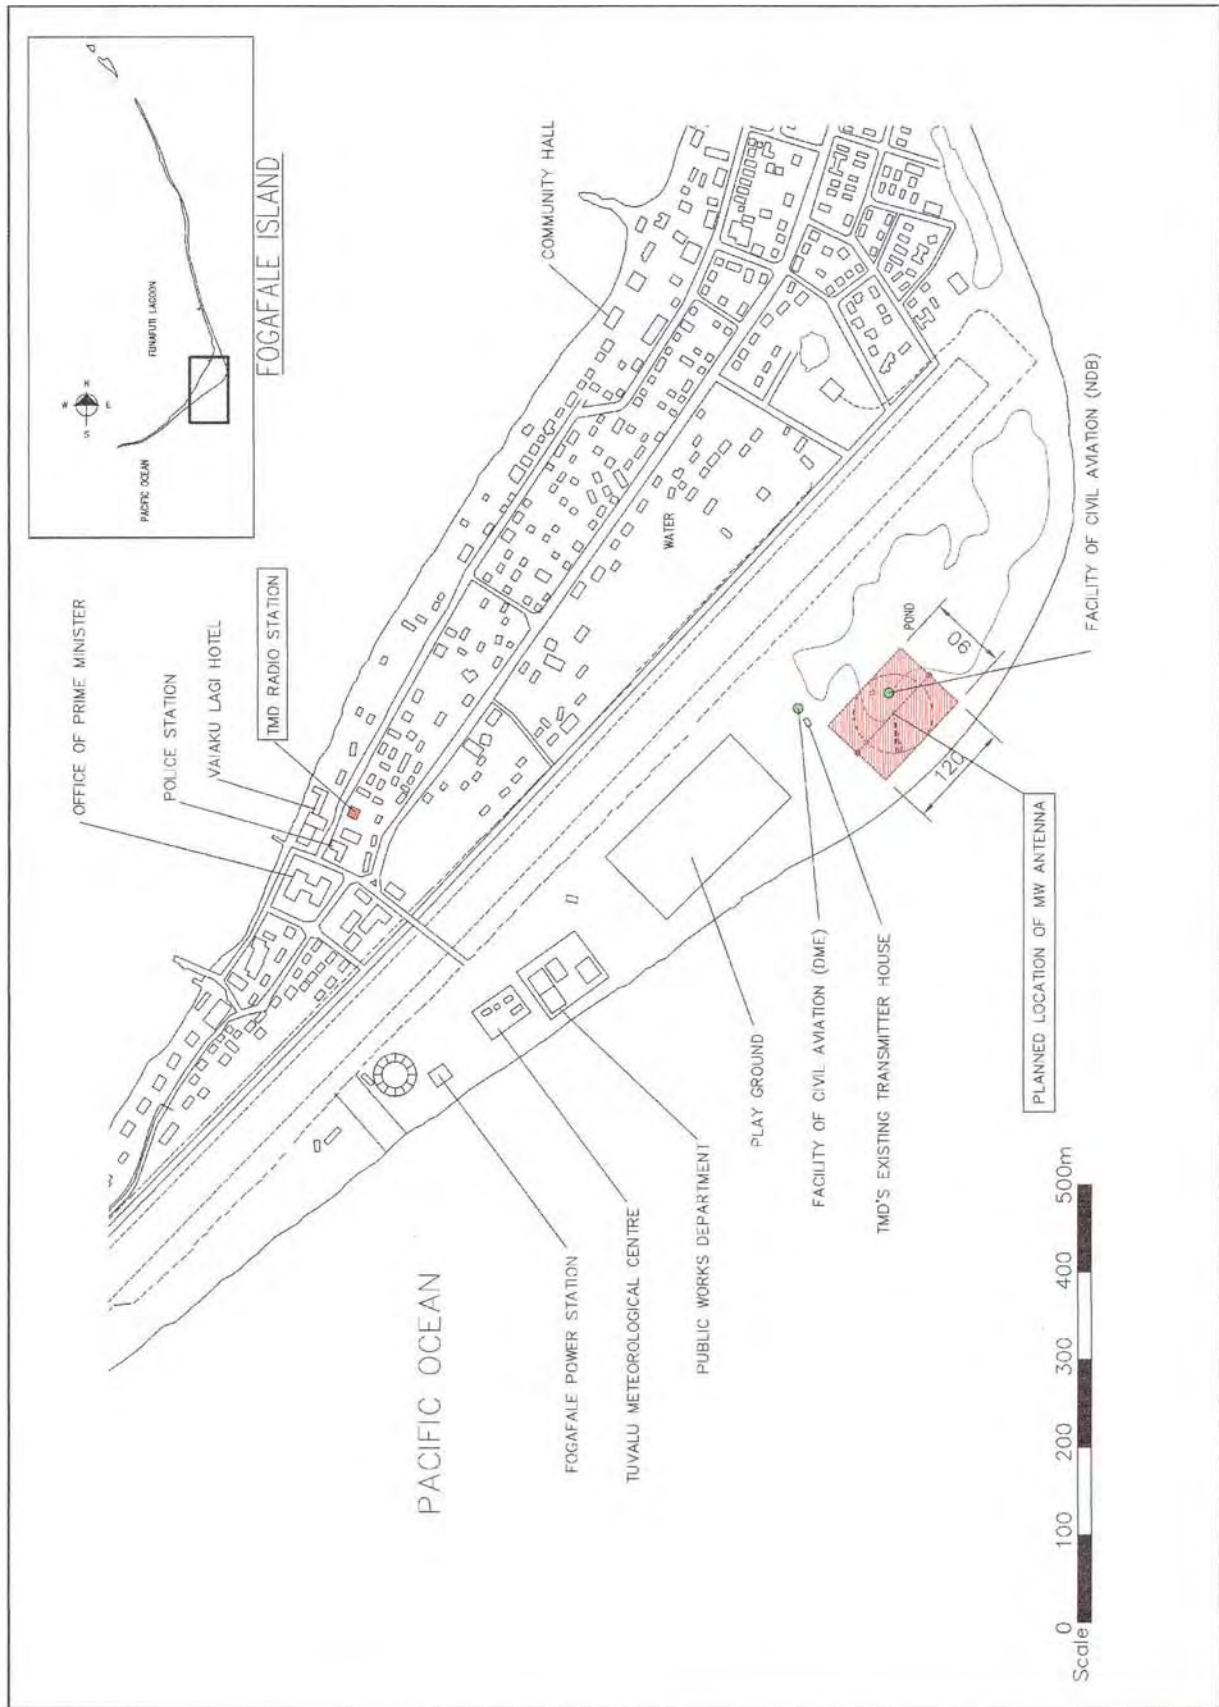 FOGAFALE ISLAND
PACIFIC OCEAN
FUNAFUTI LAGOON
N
W
E
S
OFFICE OF PRIME MINISTER
POLICE STATION
VAIAKU LAGI HOTEL
TMD RADIO STATION
COMMUNITY HALL
WATER
POND
90
120
FACILITY OF CIVIL AVIATION (NDB)
PACIFIC OCEAN
FOGAFALE POWER STATION
TUVALU METEOROLOGICAL CENTRE
PUBLIC WORKS DEPARTMENT
PLAY GROUND
FACILITY OF CIVIL AVIATION (DME)
TMD'S EXISTING TRANSMITTER HOUSE
PLANNED LOCATION OF MW ANTENNA
0 100 200 300 400 500m
Scale